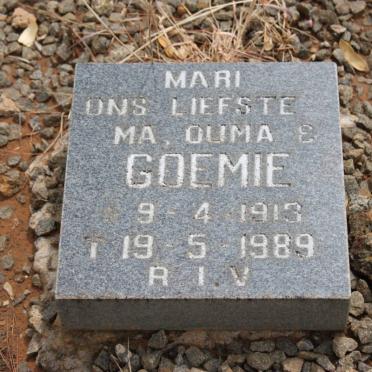 MARI
ONS LIEFSTE
MA, OUMA &
GOEMIE
* 9 - 4 - 1913
† 19 - 5 - 1989
R I V